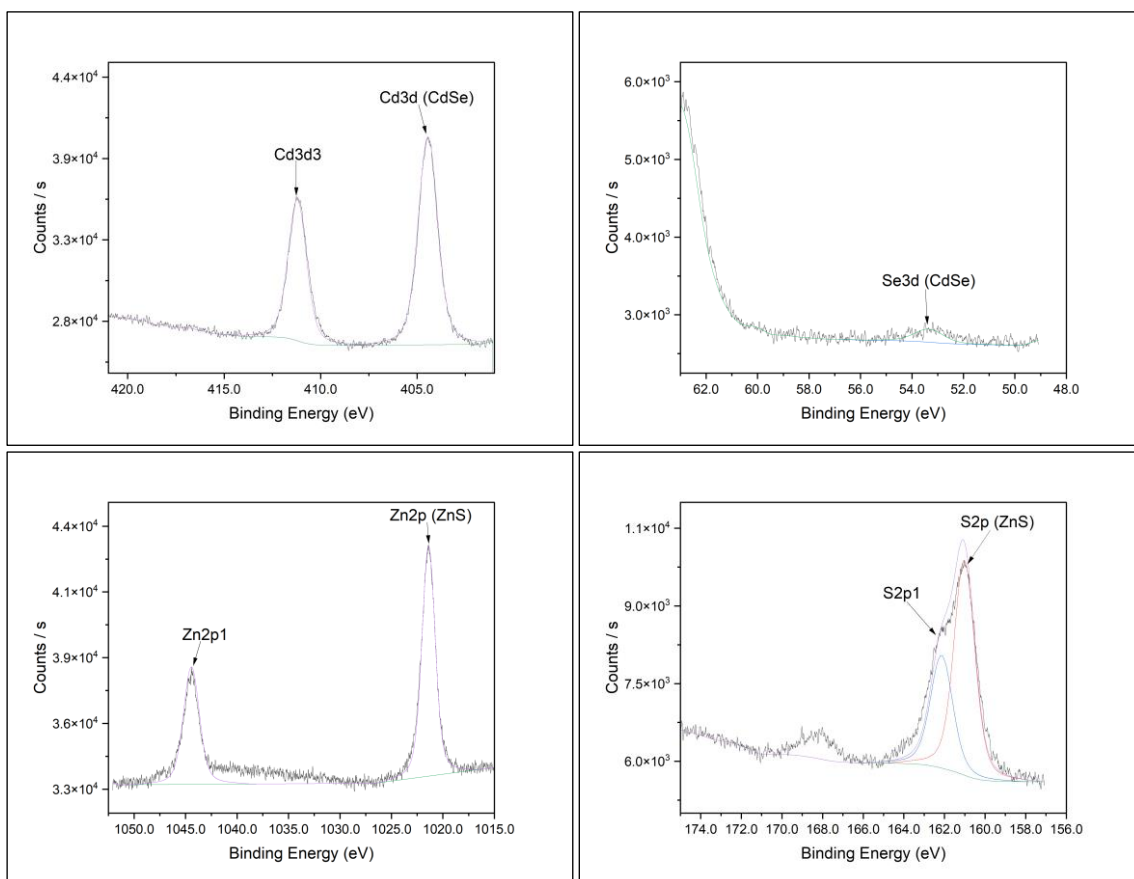 4.4×10⁴
3.9×10⁴
3.3×10⁴
2.8×10⁴
Counts / s
Cd3d (CdSe)
Cd3d3
420.0 415.0 410.0 405.0
Binding Energy (eV)
6.0×10³
5.0×10³
4.0×10³
3.0×10³
Counts / s
Se3d (CdSe)
62.0 60.0 58.0 56.0 54.0 52.0 50.0 48.0
Binding Energy (eV)
4.4×10⁴
4.1×10⁴
3.9×10⁴
3.6×10⁴
3.3×10⁴
Counts / s
Zn2p (ZnS)
Zn2p1
1050.0 1045.0 1040.0 1035.0 1030.0 1025.0 1020.0 1015.0
Binding Energy (eV)
1.1×10⁴
9.0×10³
7.5×10³
6.0×10³
Counts / s
S2p (ZnS)
S2p1
174.0 172.0 170.0 168.0 166.0 164.0 162.0 160.0 158.0 156.0
Binding Energy (eV)